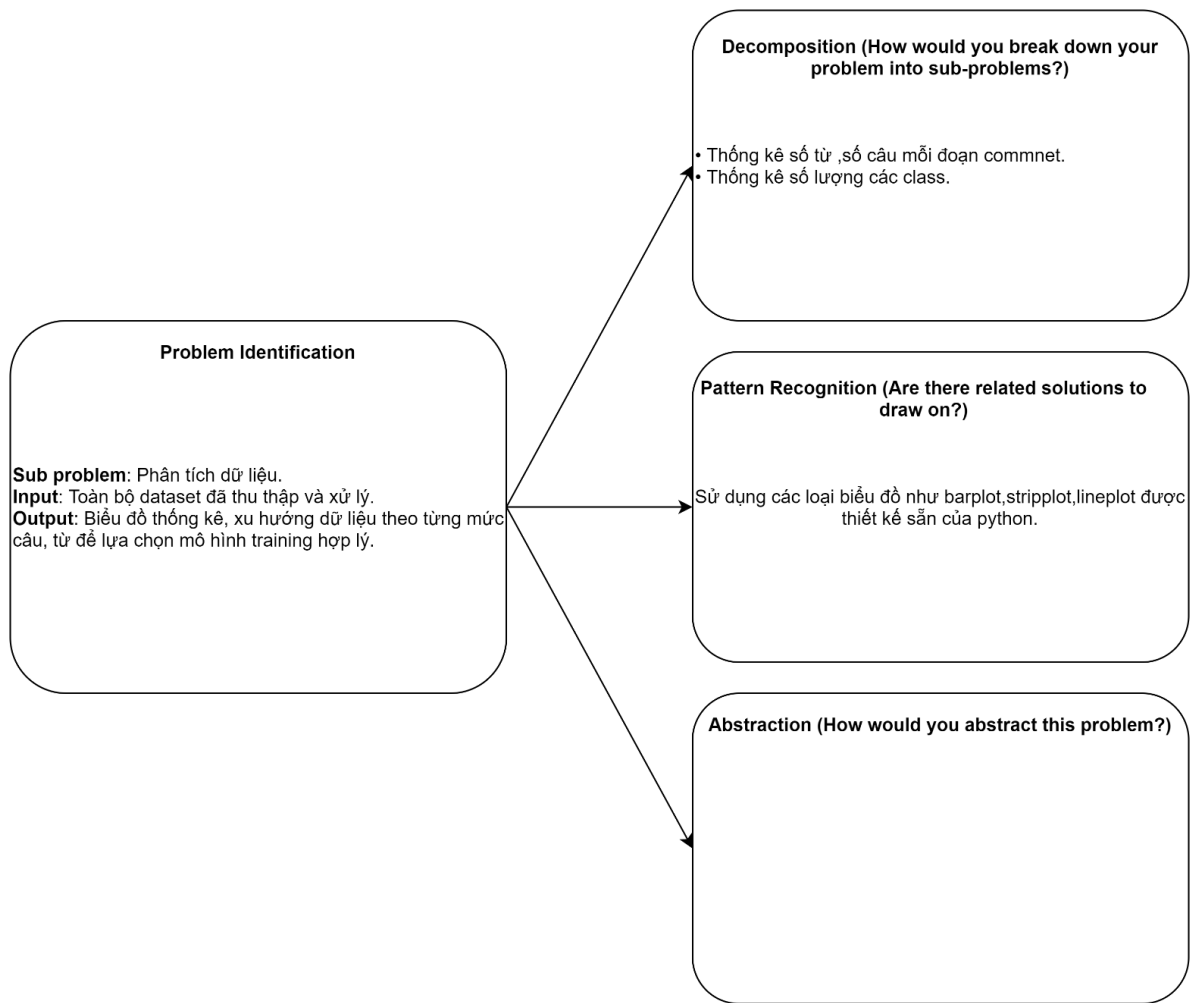 Decomposition (How would you break down your
problem into sub-problems?)
• Thống kê số từ ,số câu mỗi đoạn commnet.
• Thống kê số lượng các class.
Problem Identification
Sub problem: Phân tích dữ liệu.
Input: Toàn bộ dataset đã thu thập và xử lý.
Output: Biểu đồ thống kê, xu hướng dữ liệu theo từng mức
câu, từ để lựa chọn mô hình training hợp lý.
Pattern Recognition (Are there related solutions to
draw on?)
Sử dụng các loại biểu đồ như barplot,stripplot,lineplot được
thiết kế sẵn của python.
Abstraction (How would you abstract this problem?)